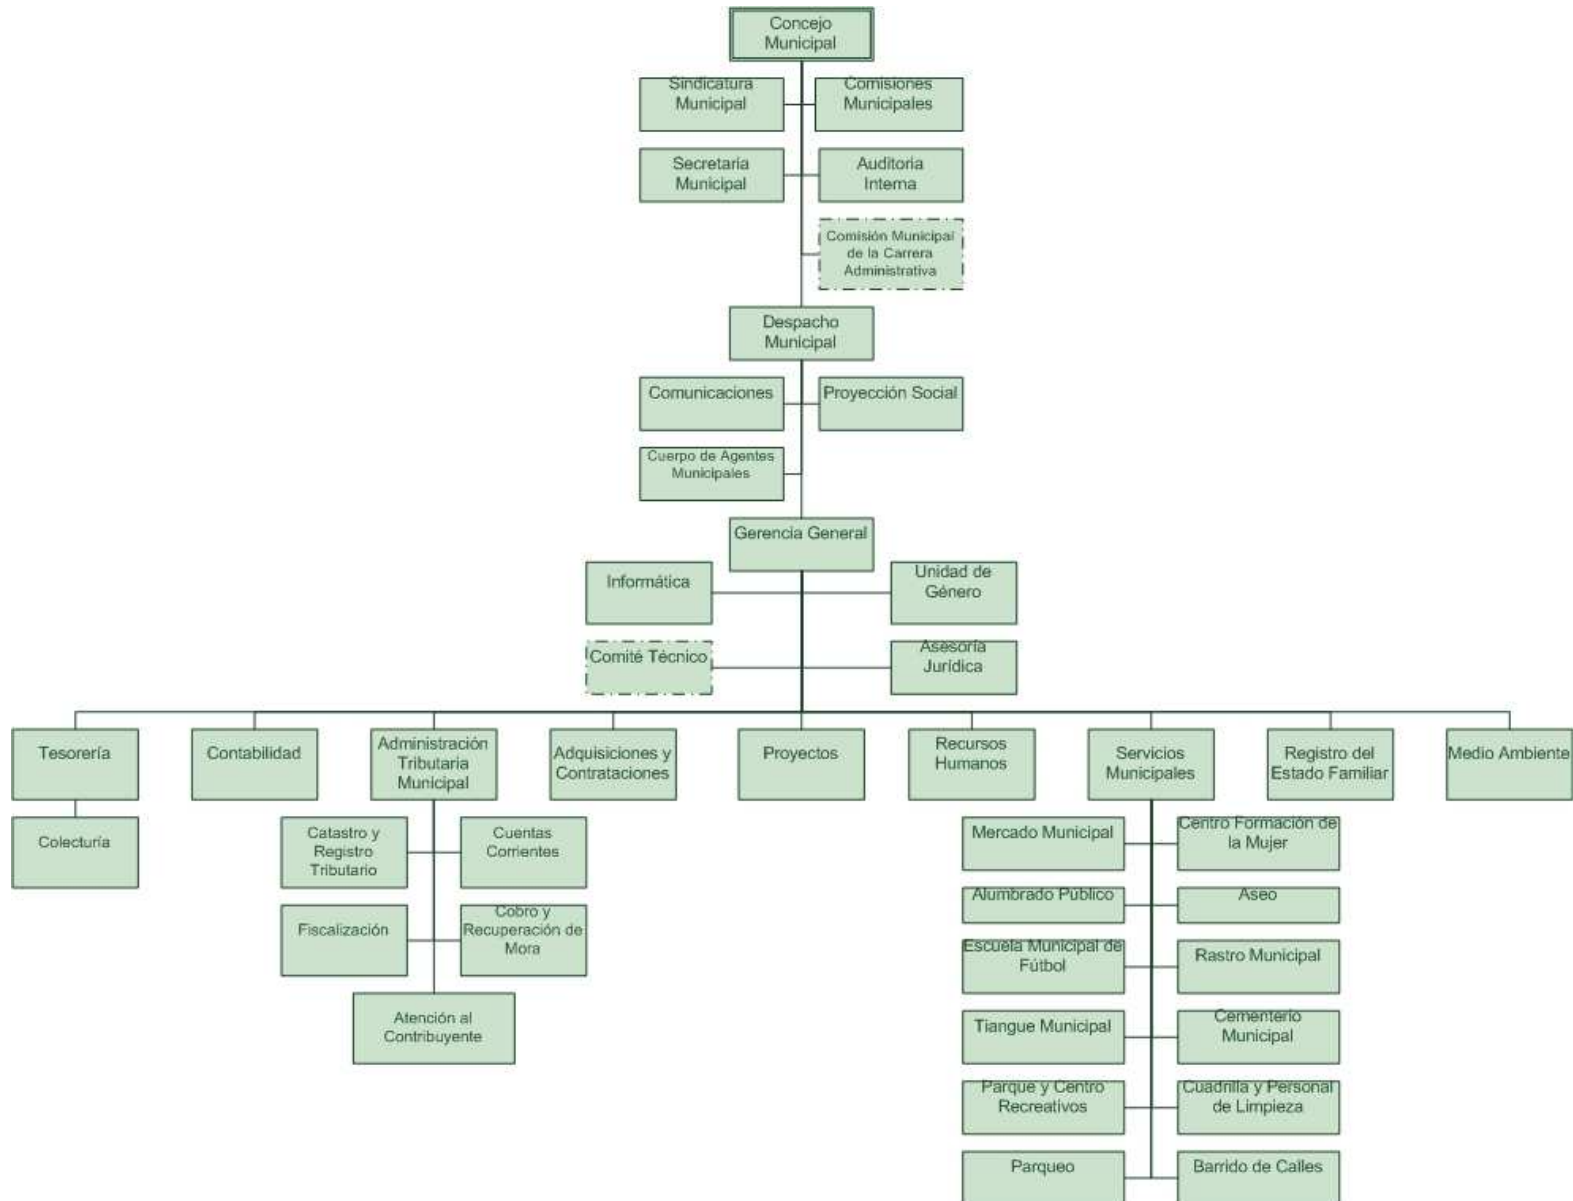 Concejo
Municipal
Sindicatura
Municipal
Comisiones
Municipales
Secretaria
Municipal
Auditoria
Interna
Comisión Municipal
de la Carrera
Administrativa
Despacho
Municipal
Comunicaciones
Proyección Social
Cuerpo de Agentes
Municipales
Gerencia General
Informática
Unidad de
Género
Comité Técnico
Asesoría
Jurídica
Tesorería
Contabilidad
Administración
Tributaria
Municipal
Adquisiciones y
Contrataciones
Proyectos
Recursos
Humanos
Servicios
Municipales
Registro del
Estado Familiar
Medio Ambiente
Colecturía
Catastro y
Registro
Tributario
Cuentas
Corrientes
Fiscalización
Cobro y
Recuperación de
Mora
Atención al
Contribuyente
Mercado Municipal
Centro Formación de
la Mujer
Alumbrado Público
Aseo
Escuela Municipal de
Fútbol
Rastro Municipal
Tiangue Municipal
Cementerio
Municipal
Parque y Centro
Recreativos
Cuadrilla y Personal
de Limpieza
Parqueo
Barrido de Calles